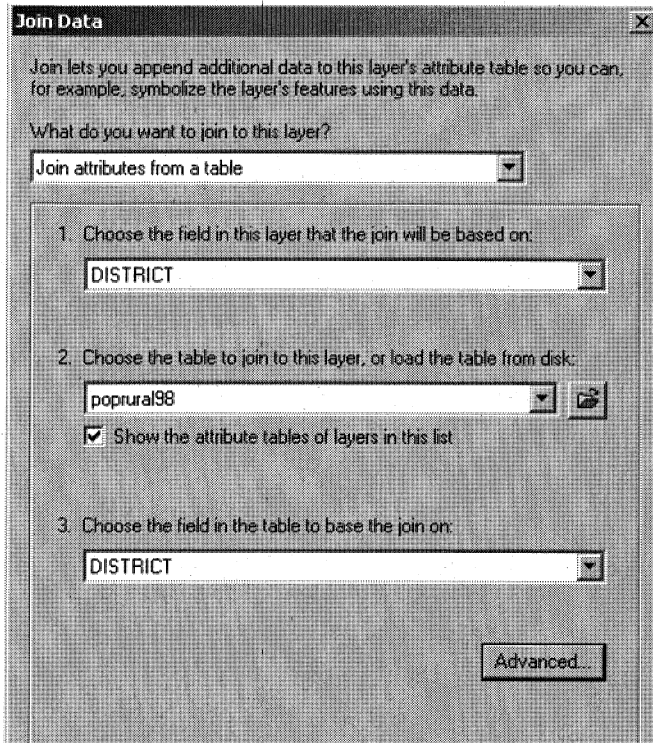 Join Data
Join lets you append additional data to this layer's attribute table so you can,
for example, symbolize the layer's features using this data.
What do you want to join to this layer?
Join attributes from a table
1. Choose the field in this layer that the join will be based on:
DISTRICT
2. Choose the table to join to this layer, or load the table from disk:
poprural98
Show the attribute tables of layers in this list
3. Choose the field in the table to base the join on:
DISTRICT
Advanced...